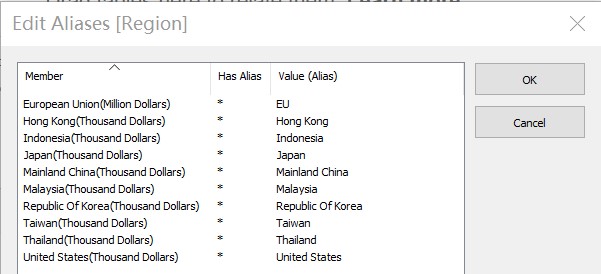 Edit Aliases [Region]
Member Has Alias Value (Alias)
European Union(Million Dollars) * EU
Hong Kong(Thousand Dollars) * Hong Kong
Indonesia(Thousand Dollars) * Indonesia
Japan(Thousand Dollars) * Japan
Mainland China(Thousand Dollars) * Mainland China
Malaysia(Thousand Dollars) * Malaysia
Republic Of Korea(Thousand Dollars) * Republic Of Korea
Taiwan(Thousand Dollars) * Taiwan
Thailand(Thousand Dollars) * Thailand
United States(Thousand Dollars) * United States
OK
Cancel